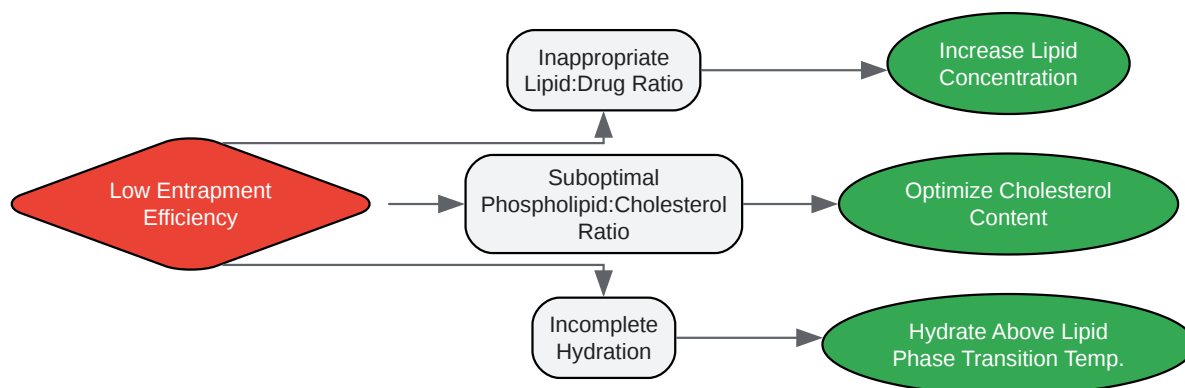 Low Entrapment
Efficiency
Inappropriate
Lipid:Drug Ratio
Increase Lipid
Concentration
Suboptimal
Phospholipid:Cholesterol
Ratio
Optimize Cholesterol
Content
Incomplete
Hydration
Hydrate Above Lipid
Phase Transition Temp.